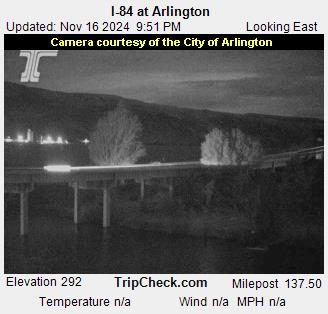 I-84 at Arlington
Updated: Nov 16 2024 9:51 PM Looking East
Camera courtesy of the City of Arlington
Elevation 292 TripCheck.com Milepost 137.50
Temperature n/a Wind n/a MPH n/a